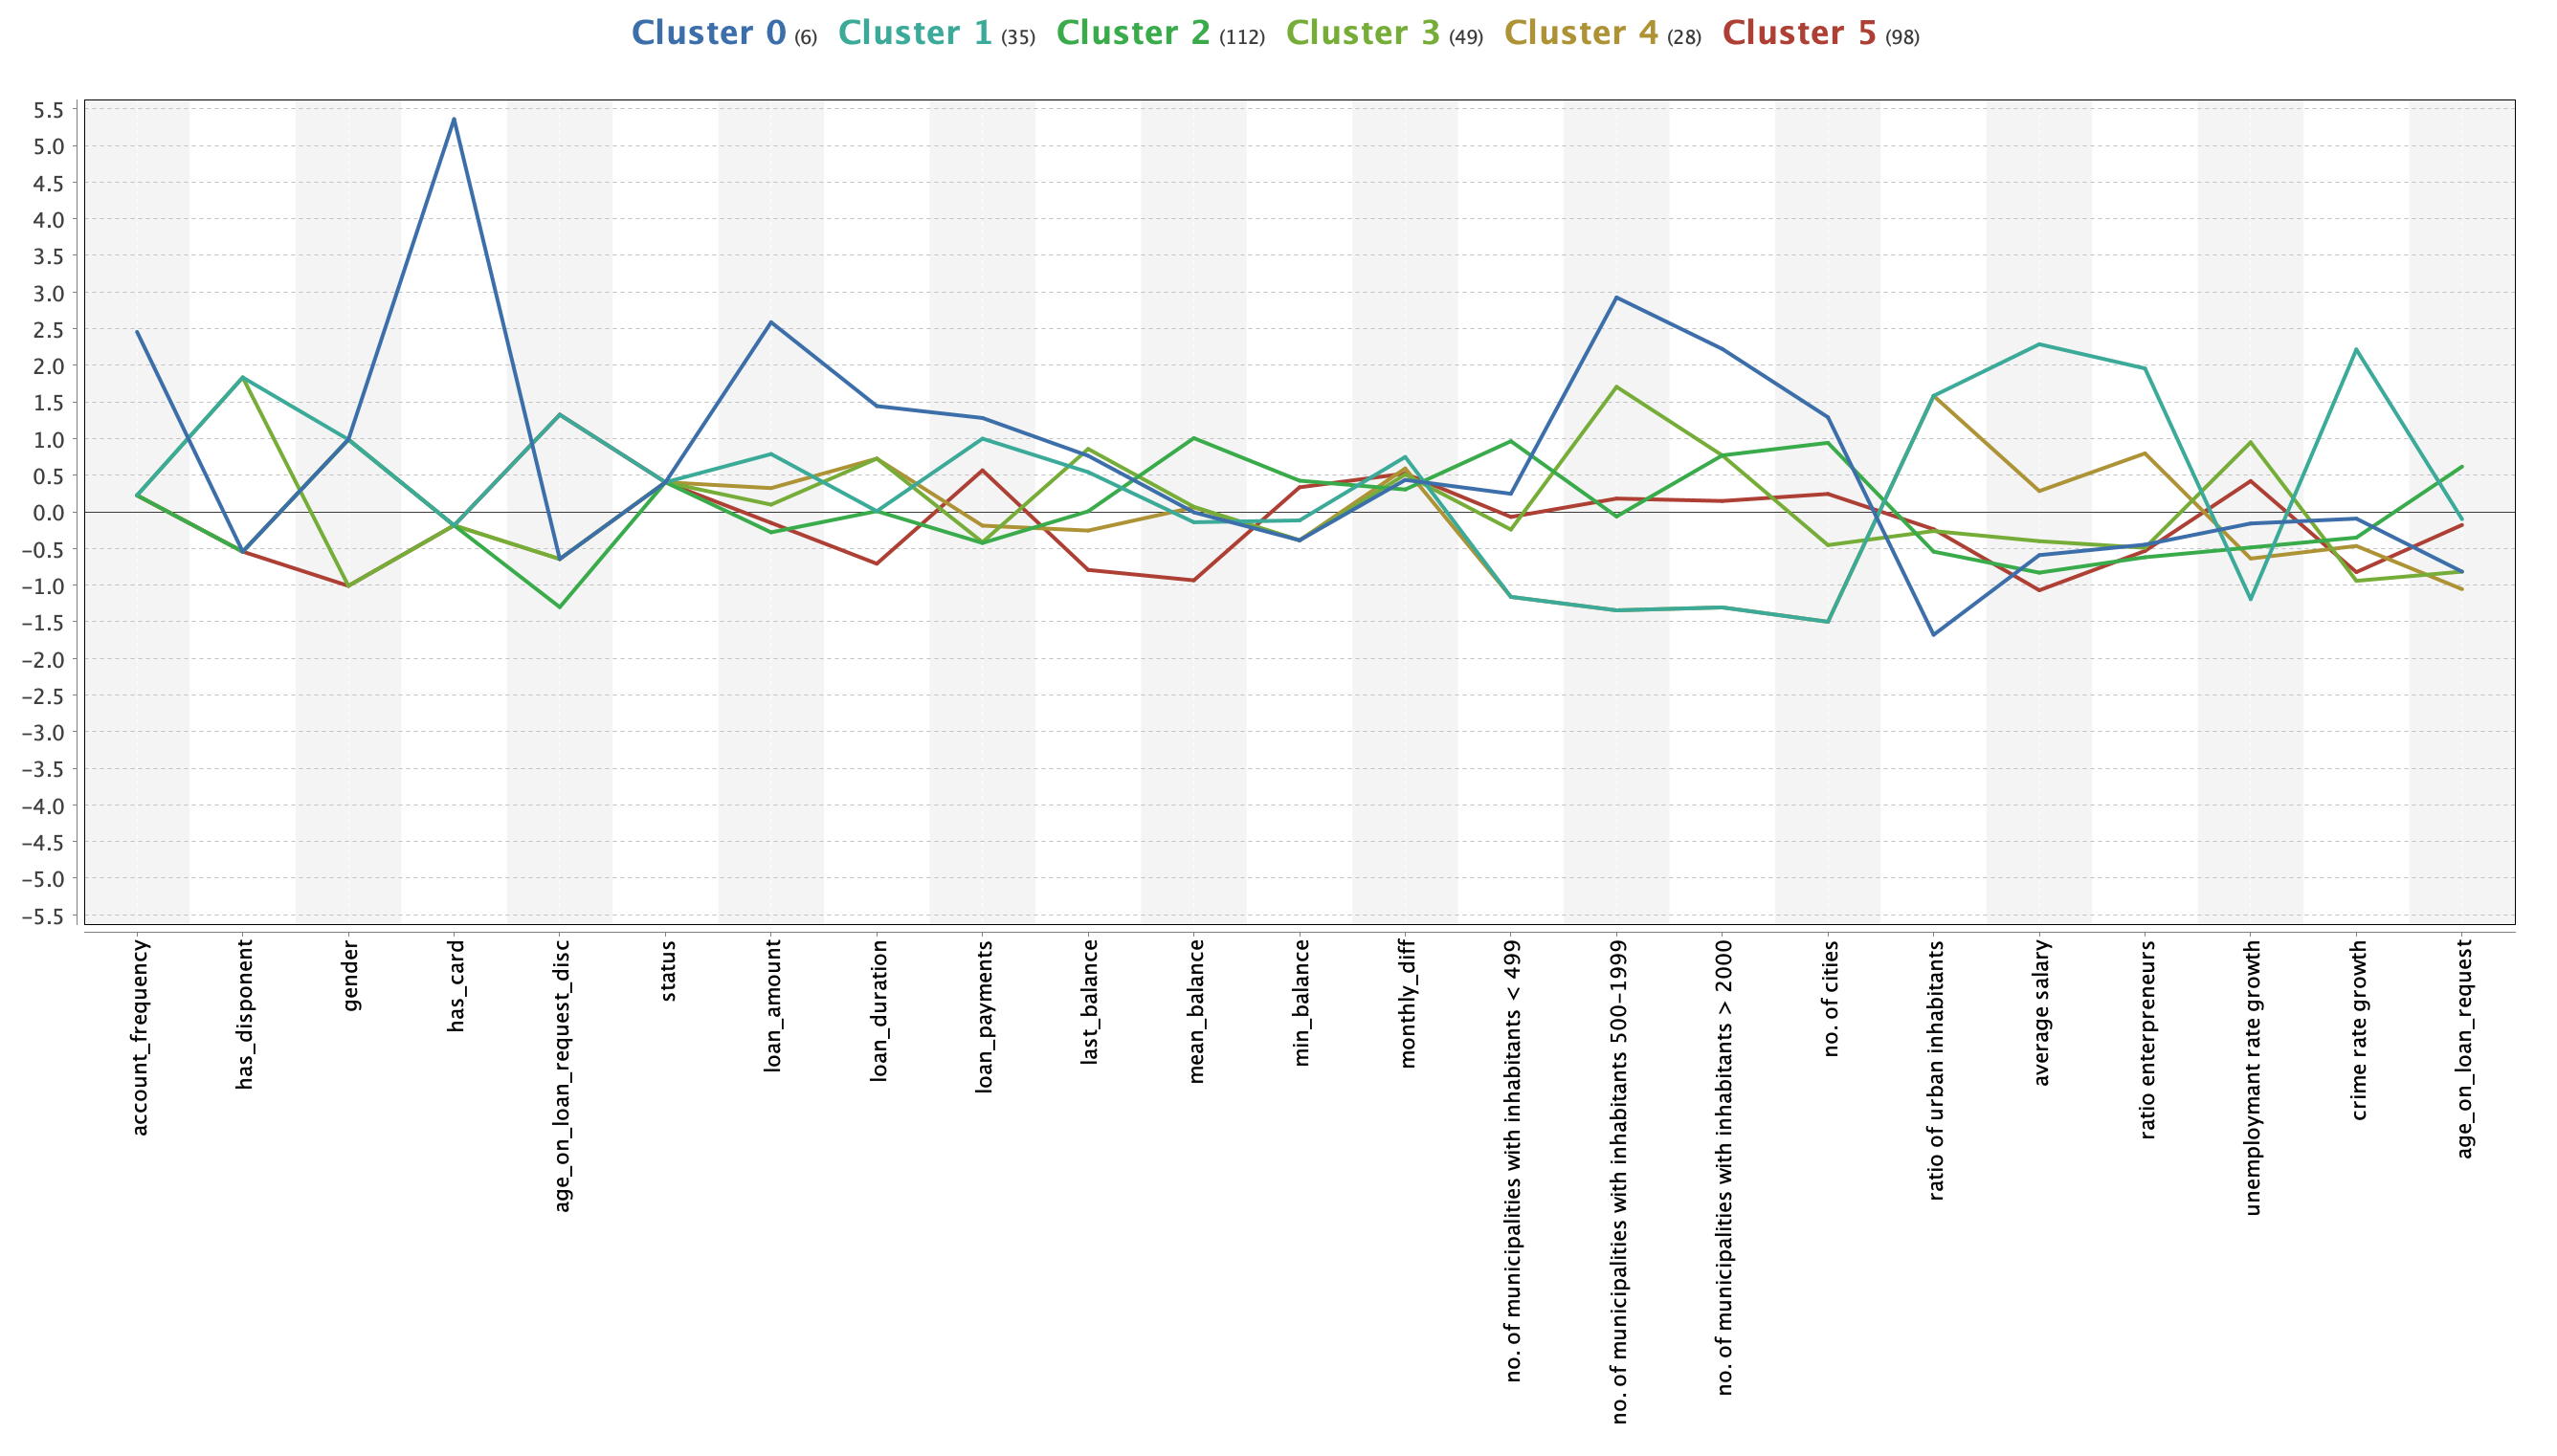 Cluster 0 (6) Cluster 1 (35) Cluster 2 (112) Cluster 3 (49) Cluster 4 (28) Cluster 5 (98)
5.5
5.0
4.5
4.0
3.5
3.0
2.5
2.0
1.5
1.0
0.5
0.0
−0.5
−1.0
−1.5
−2.0
−2.5
−3.0
−3.5
−4.0
−4.5
−5.0
−5.5
account_frequency
has_disponent
gender
has_card
age_on_loan_request_disc
status
loan_amount
loan_duration
loan_payments
last_balance
mean_balance
min_balance
monthly_diff
no. of municipalities with inhabitants < 499
no. of municipalities with inhabitants 500-1999
no. of municipalities with inhabitants > 2000
no. of cities
ratio of urban inhabitants
average salary
ratio enterpreneurs
unemploymant rate growth
crime rate growth
age_on_loan_request